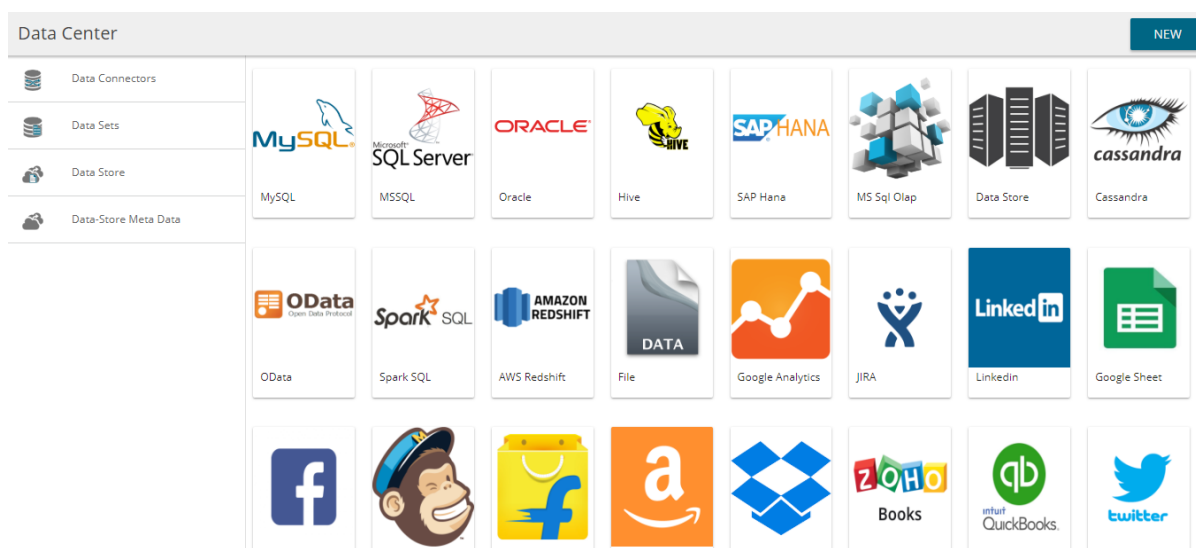 Data Center
NEW
Data Connectors
Data Sets
Data Store
Data-Store Meta Data
MySQL
Microsoft
SQL Server
ORACLE
HIVE
SAP HANA
cassandra
MySQL
MSSQL
Oracle
Hive
SAP Hana
MS Sql Olap
Data Store
Cassandra
OData
Open Data Protocol
Spark SQL
AMAZON
REDSHIFT
DATA
Linked in
OData
Spark SQL
AWS Redshift
File
Google Analytics
JIRA
Linkedin
Google Sheet
f
M
f
a
ZOHO
Books
qb
intuit
QuickBooks.
twitter